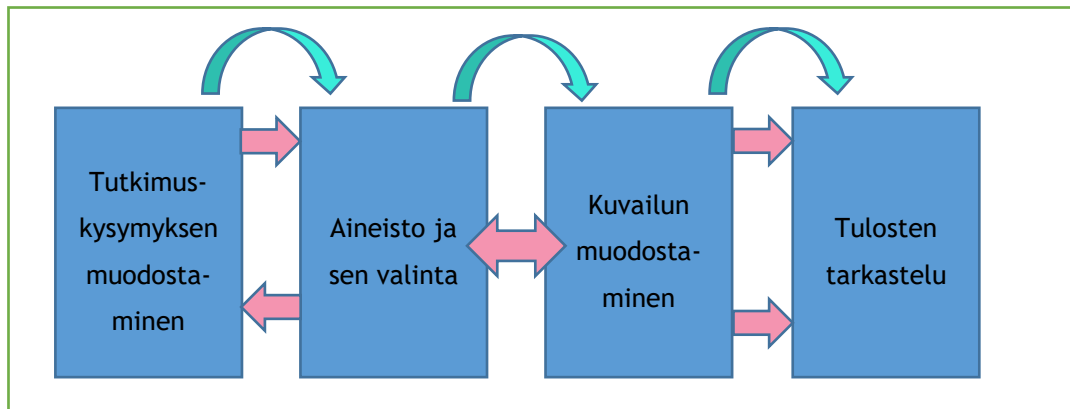 Tutkimus-
kysymyksen
muodosta-
minen
Aineisto ja
sen valinta
Kuvailun
muodosta-
minen
Tulosten
tarkastelu